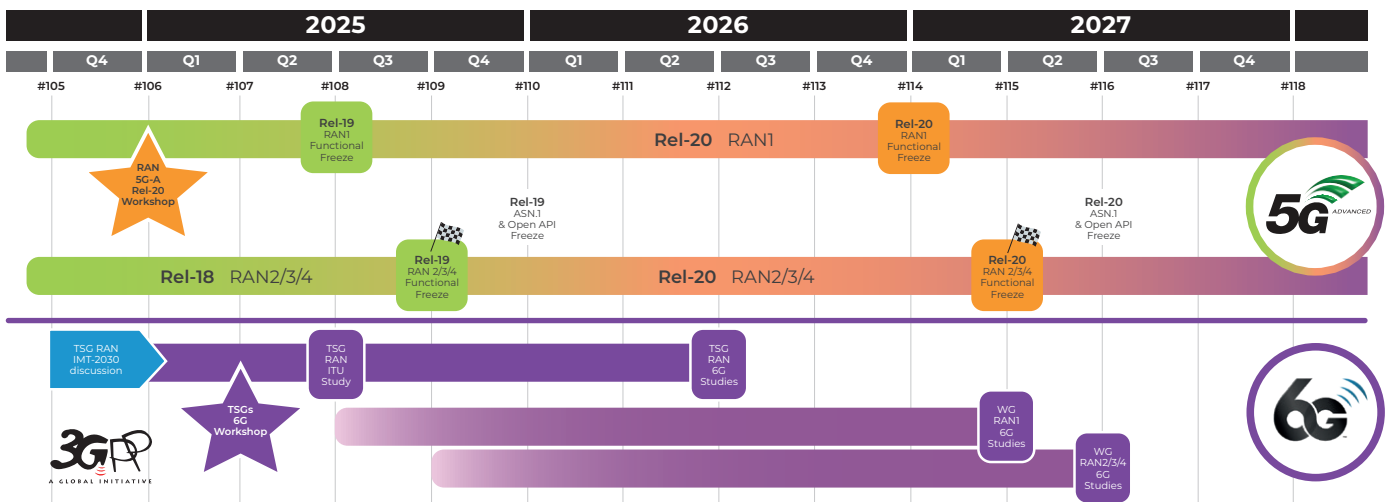 2025 2026 2027
Q4 Q1 Q2 Q3 Q4 Q1 Q2 Q3 Q4 Q1 Q2 Q3 Q4
#105 #106 #107 #108 #109 #110 #111 #112 #113 #114 #115 #116 #117 #118
Rel-19
RAN1
Functional
Freeze
Rel-20 RAN1
Rel-20
RAN1
Functional
Freeze
RAN
5G-A
Rel-20
Workshop
Rel-19
ASN.1
& Open API
Freeze
Rel-20
ASN.1
& Open API
Freeze
5G
ADVANCED
Rel-18 RAN2/3/4
Rel-19
RAN 2/3/4
Functional
Freeze
Rel-20 RAN2/3/4
Rel-20
RAN 2/3/4
Functional
Freeze
TSG RAN
IMT-2030
discussion
TSG
RAN
ITU
Study
TSG
RAN
6G
Studies
TSGs
6G
Workshop
WG
RAN1
6G
Studies
6G
TM
3GPP
A GLOBAL INITIATIVE
WG
RAN2/3/4
6G
Studies